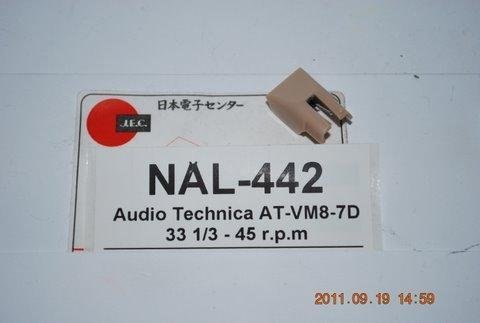 日本電子センター
J.E.C.
NAL-442
Audio Technica AT-VM8-7D
33 1/3 - 45 r.p.m
2011.09.19 14:59